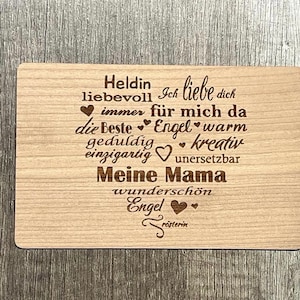 Heldin Ich liebe dich
liebevoll
immer für mich da
die Beste Engel warm
geduldig kreativ
einzigartig unersetzbar
Meine Mama
wunderschön
Engel
Trösterin